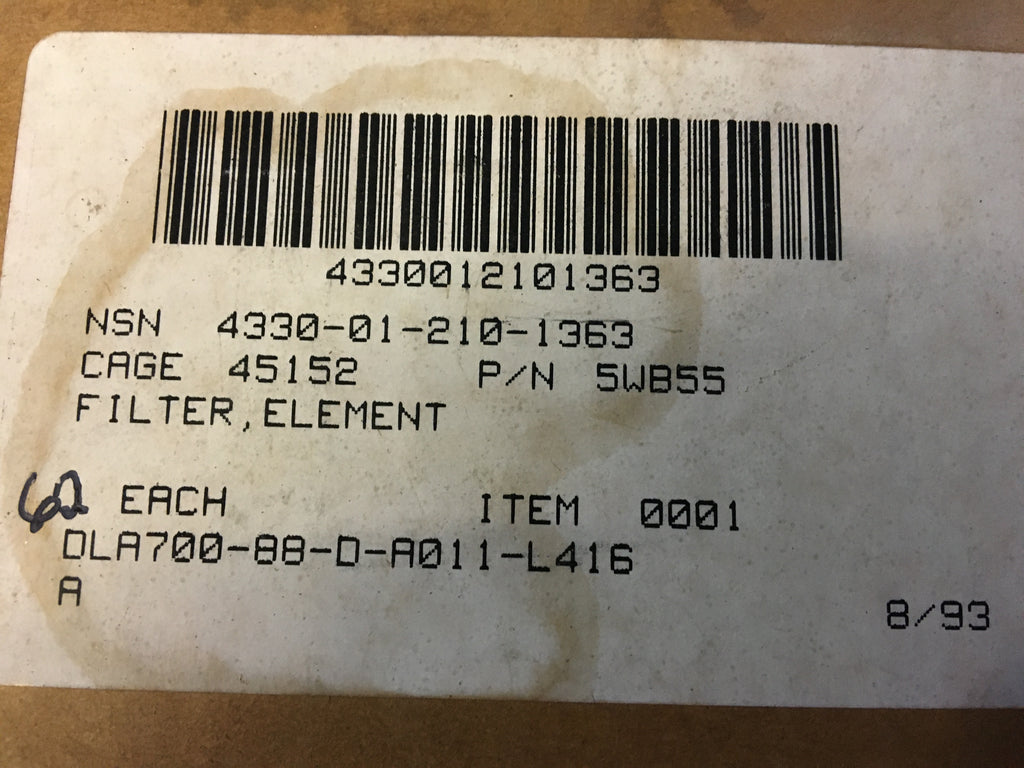 4330012101363
NSN 4330-01-210-1363
CAGE 45152 P/N 5WB55
FILTER,ELEMENT
62 EACH ITEM 0001
DLA700-88-D-A011-L416
A
8/93